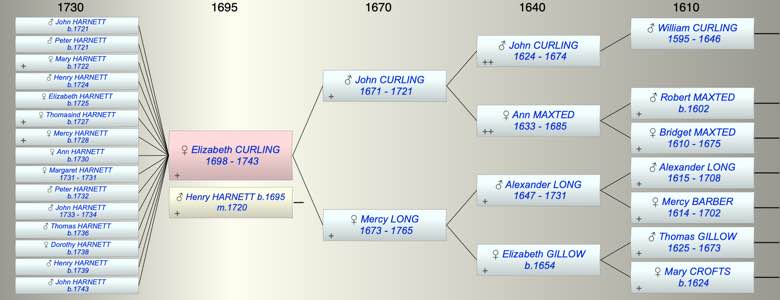 1730
1695
1670
1640
1610
♂ John HARNETT
b.1721
♂ Peter HARNETT
b.1721
♀ Mary HARNETT
b.1722
+
♂ Henry HARNETT
b.1724
♀ Elizabeth HARNETT
b.1725
♀ Thomasind HARNETT
b.1727
+
♀ Mercy HARNETT
b.1728
+
♀ Ann HARNETT
b.1730
♀ Margaret HARNETT
1731 - 1731
♂ Peter HARNETT
b.1732
♂ John HARNETT
1733 - 1734
♂ Thomas HARNETT
b.1736
♀ Dorothy HARNETT
b.1738
♂ Henry HARNETT
b.1739
♂ John HARNETT
b.1743
♀ Elizabeth CURLING
1698 - 1743
+
♂ Henry HARNETT b.1695
m.1720
+
♂ John CURLING
1671 - 1721
+
♀ Mercy LONG
1673 - 1765
+
♂ John CURLING
1624 - 1674
++
♀ Ann MAXTED
1633 - 1685
++
♂ Alexander LONG
1647 - 1731
+
♀ Elizabeth GILLOW
b.1654
+
♂ William CURLING
1595 - 1646
♂ Robert MAXTED
b.1602
♀ Bridget MAXTED
1610 - 1675
♂ Alexander LONG
1615 - 1708
♀ Mercy BARBER
1614 - 1702
♂ Thomas GILLOW
1625 - 1673
♀ Mary CROFTS
b.1624